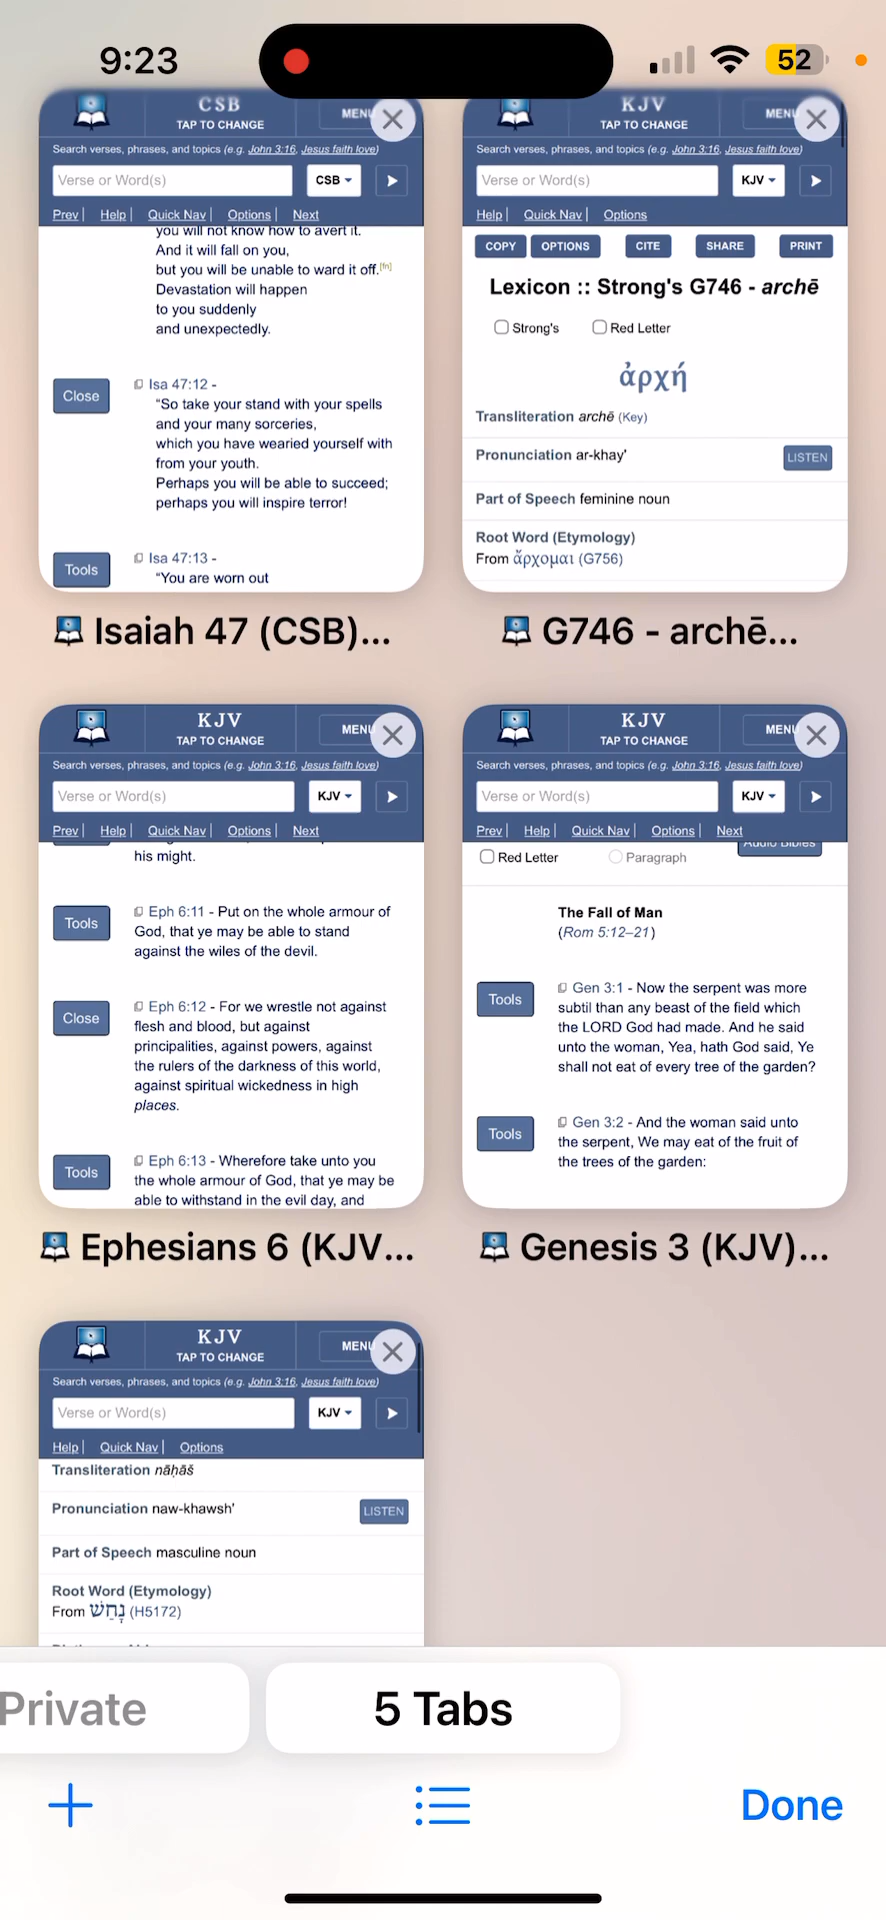 9:23
52
CSB
TAP TO CHANGE
MENU
Search verses, phrases, and topics (e.g. John 3:16, Jesus faith love)
Verse or Word(s)
CSB
Prev | Help | Quick Nav | Options | Next
you will not know how to avert it.
And it will fall on you,
but you will be unable to ward it off.[fn]
Devastation will happen
to you suddenly
and unexpectedly.
Close
Isa 47:12 -
“So take your stand with your spells
and your many sorceries,
which you have wearied yourself with
from your youth.
Perhaps you will be able to succeed;
perhaps you will inspire terror!
Tools
Isa 47:13 -
“You are worn out
Isaiah 47 (CSB)...
KJV
TAP TO CHANGE
MENU
Search verses, phrases, and topics (e.g. John 3:16, Jesus faith love)
Verse or Word(s)
KJV
Help | Quick Nav | Options
COPY OPTIONS CITE SHARE PRINT
Lexicon :: Strong's G746 - archē
Strong's Red Letter
ἀρχή
Transliteration archē (Key)
Pronunciation ar-khay'
LISTEN
Part of Speech feminine noun
Root Word (Etymology)
From ἄρχομαι (G756)
G746 - archē...
KJV
TAP TO CHANGE
MENU
Search verses, phrases, and topics (e.g. John 3:16, Jesus faith love)
Verse or Word(s)
KJV
Prev | Help | Quick Nav | Options | Next
his might.
Tools
Eph 6:11 - Put on the whole armour of
God, that ye may be able to stand
against the wiles of the devil.
Close
Eph 6:12 - For we wrestle not against
flesh and blood, but against
principalities, against powers, against
the rulers of the darkness of this world,
against spiritual wickedness in high
places.
Tools
Eph 6:13 - Wherefore take unto you
the whole armour of God, that ye may be
able to withstand in the evil day, and
Ephesians 6 (KJV...
KJV
TAP TO CHANGE
MENU
Search verses, phrases, and topics (e.g. John 3:16, Jesus faith love)
Verse or Word(s)
KJV
Prev | Help | Quick Nav | Options | Next
Audio Bibles
Red Letter Paragraph
The Fall of Man
(Rom 5:12–21)
Tools
Gen 3:1 - Now the serpent was more
subtil than any beast of the field which
the LORD God had made. And he said
unto the woman, Yea, hath God said, Ye
shall not eat of every tree of the garden?
Tools
Gen 3:2 - And the woman said unto
the serpent, We may eat of the fruit of
the trees of the garden:
Genesis 3 (KJV)...
KJV
TAP TO CHANGE
MENU
Search verses, phrases, and topics (e.g. John 3:16, Jesus faith love)
Verse or Word(s)
KJV
Help | Quick Nav | Options
Transliteration nāḥāš
Pronunciation naw-khawsh'
LISTEN
Part of Speech masculine noun
Root Word (Etymology)
From נָחַשׁ (H5172)
Private
5 Tabs
Done